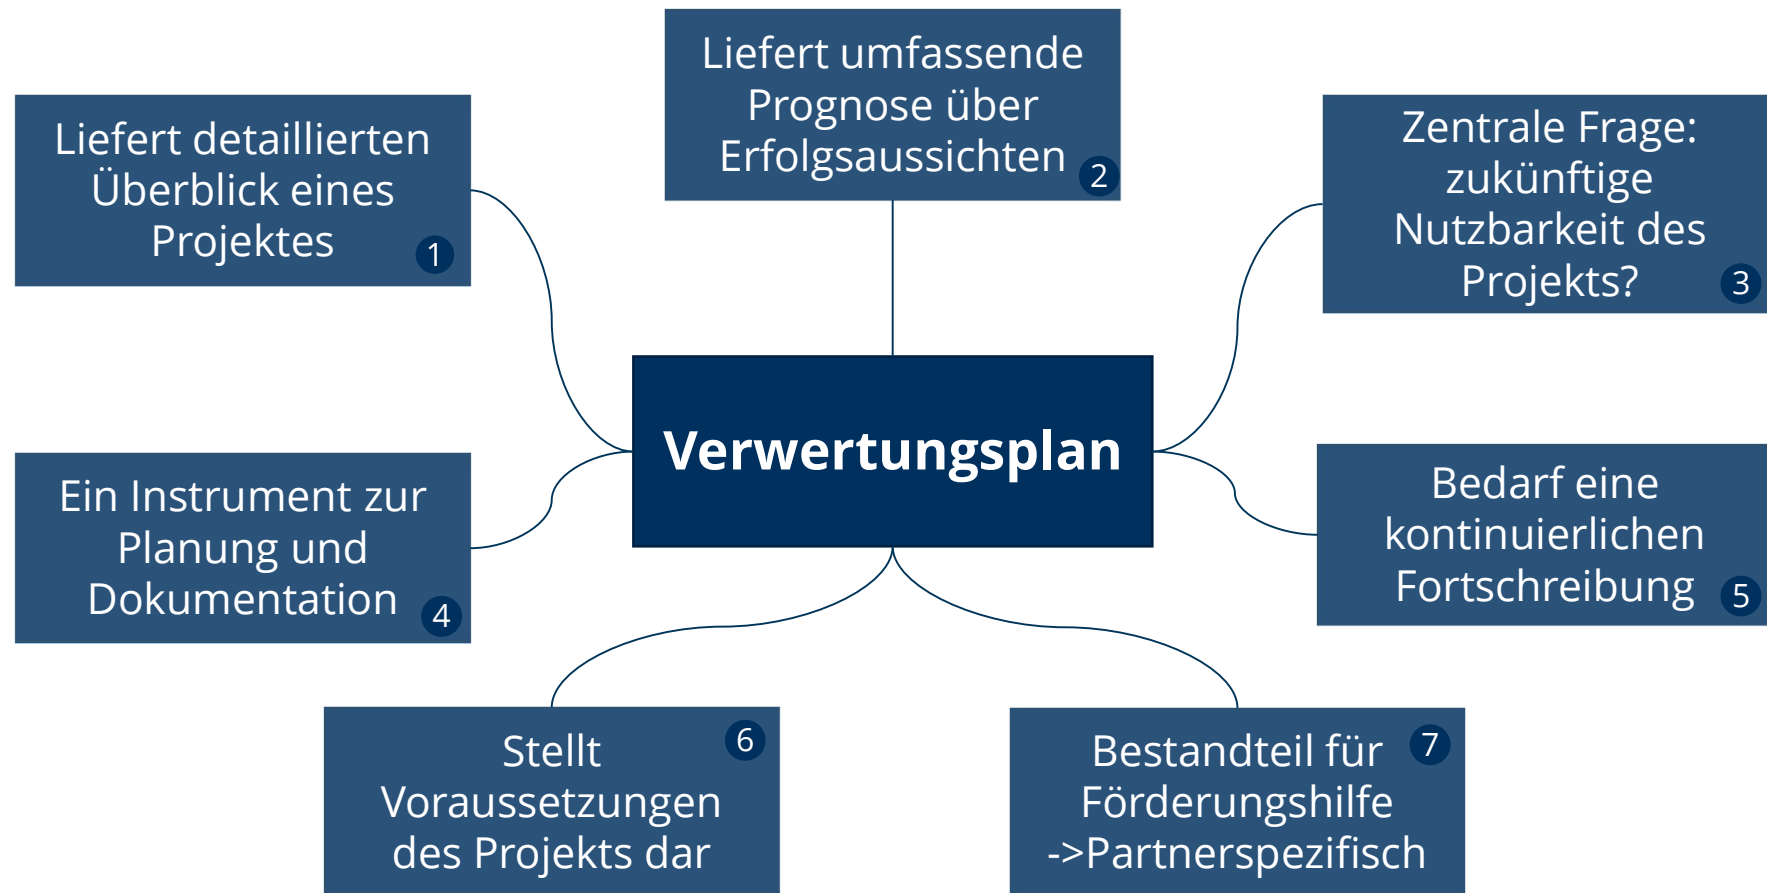 Liefert detaillierten
Überblick eines
Projektes
1
Liefert umfassende
Prognose über
Erfolgsaussichten
2
Zentrale Frage:
zukünftige
Nutzbarkeit des
Projekts?
3
Verwertungsplan
Ein Instrument zur
Planung und
Dokumentation
4
Bedarf eine
kontinuierlichen
Fortschreibung
5
Stellt
Voraussetzungen
des Projekts dar
6
Bestandteil für
Förderungshilfe
->Partnerspezifisch
7